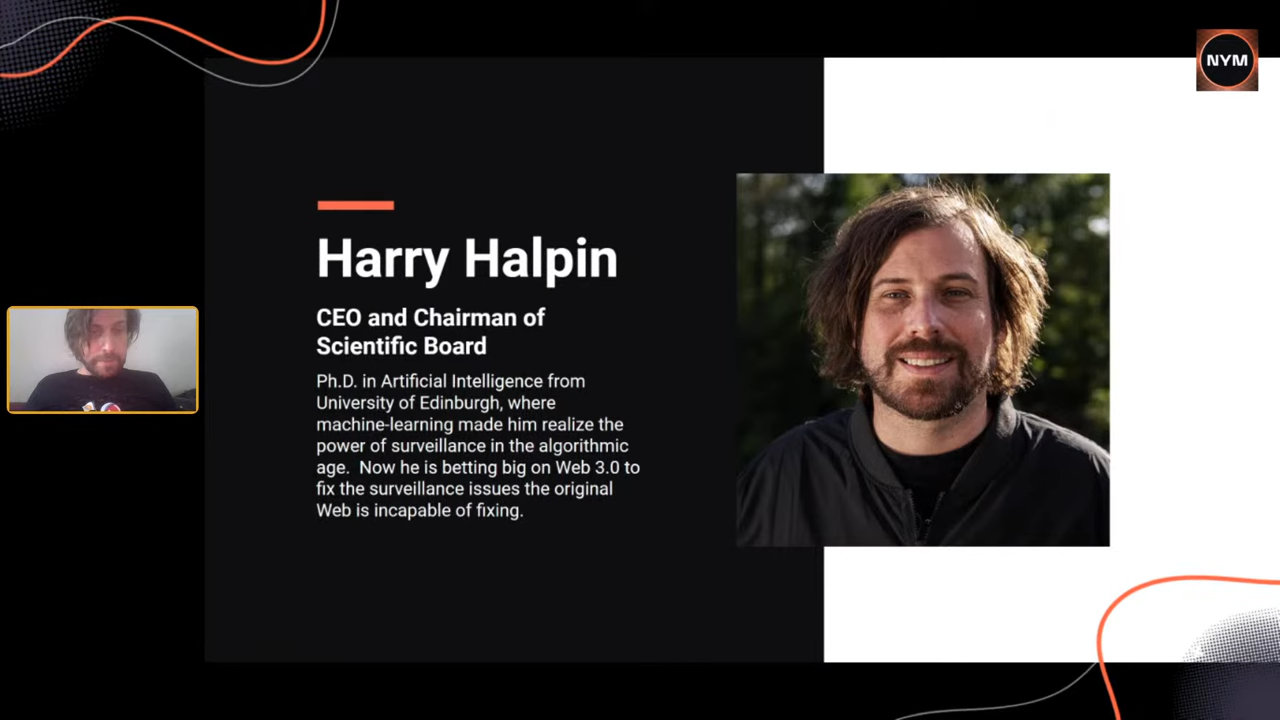 NYM
Harry Halpin
CEO and Chairman of
Scientific Board
Ph.D. in Artificial Intelligence from
University of Edinburgh, where
machine-learning made him realize the
power of surveillance in the algorithmic
age.  Now he is betting big on Web 3.0 to
fix the surveillance issues the original
Web is incapable of fixing.